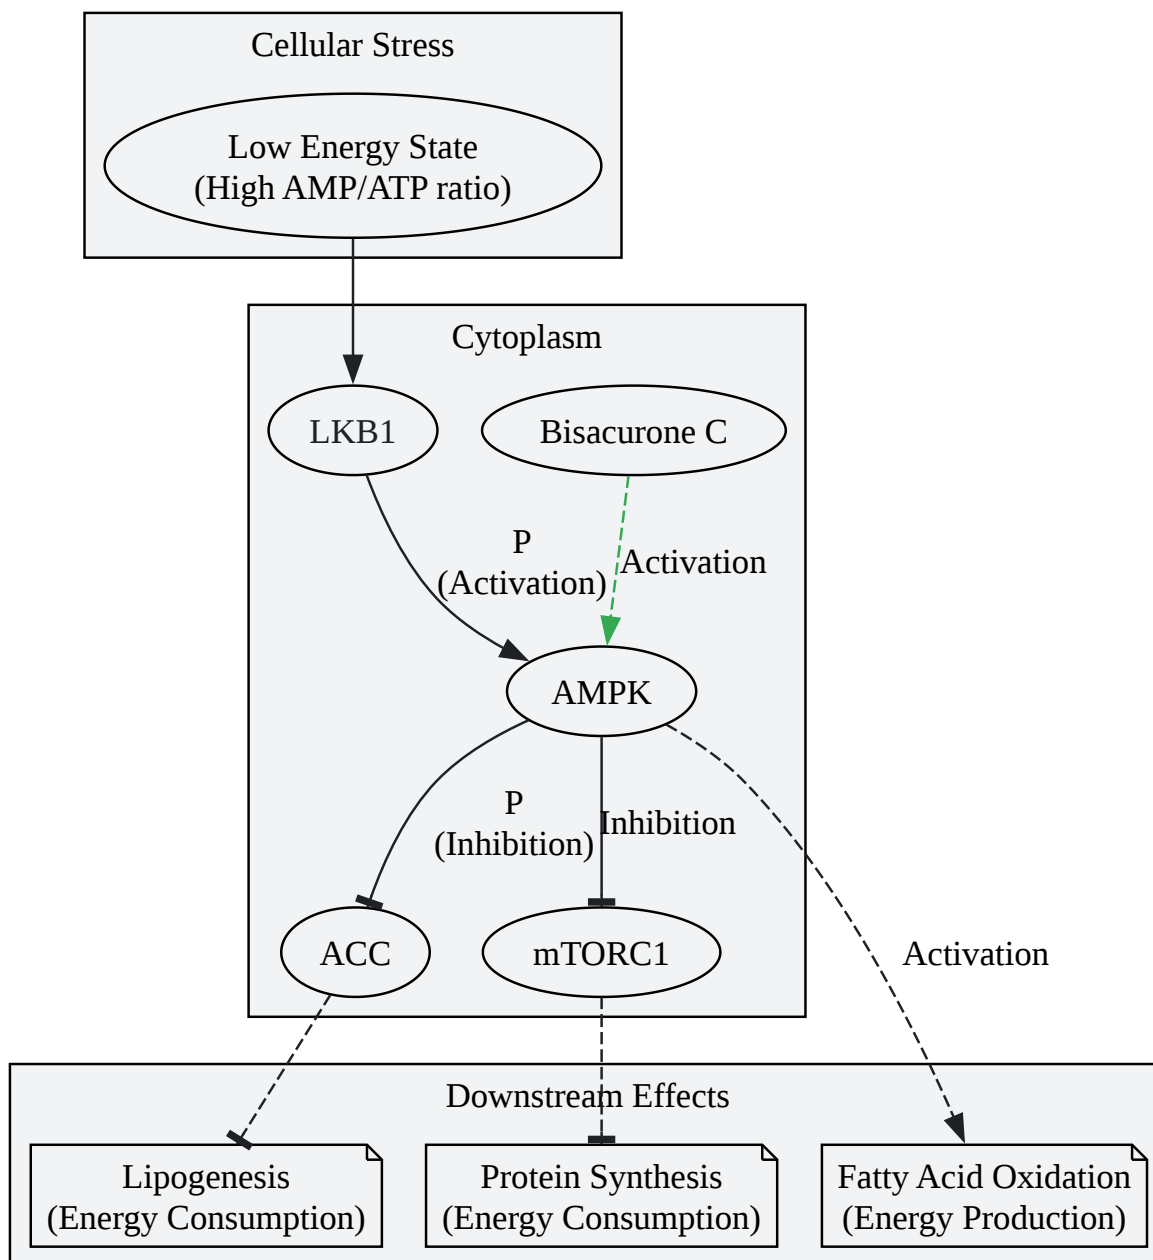 Cellular Stress
Low Energy State
(High AMP/ATP ratio)
Cytoplasm
LKB1
Bisacurone C
P
(Activation)
Activation
AMPK
P
(Inhibition)
Inhibition
ACC
mTORC1
Activation
Downstream Effects
Lipogenesis
(Energy Consumption)
Protein Synthesis
(Energy Consumption)
Fatty Acid Oxidation
(Energy Production)